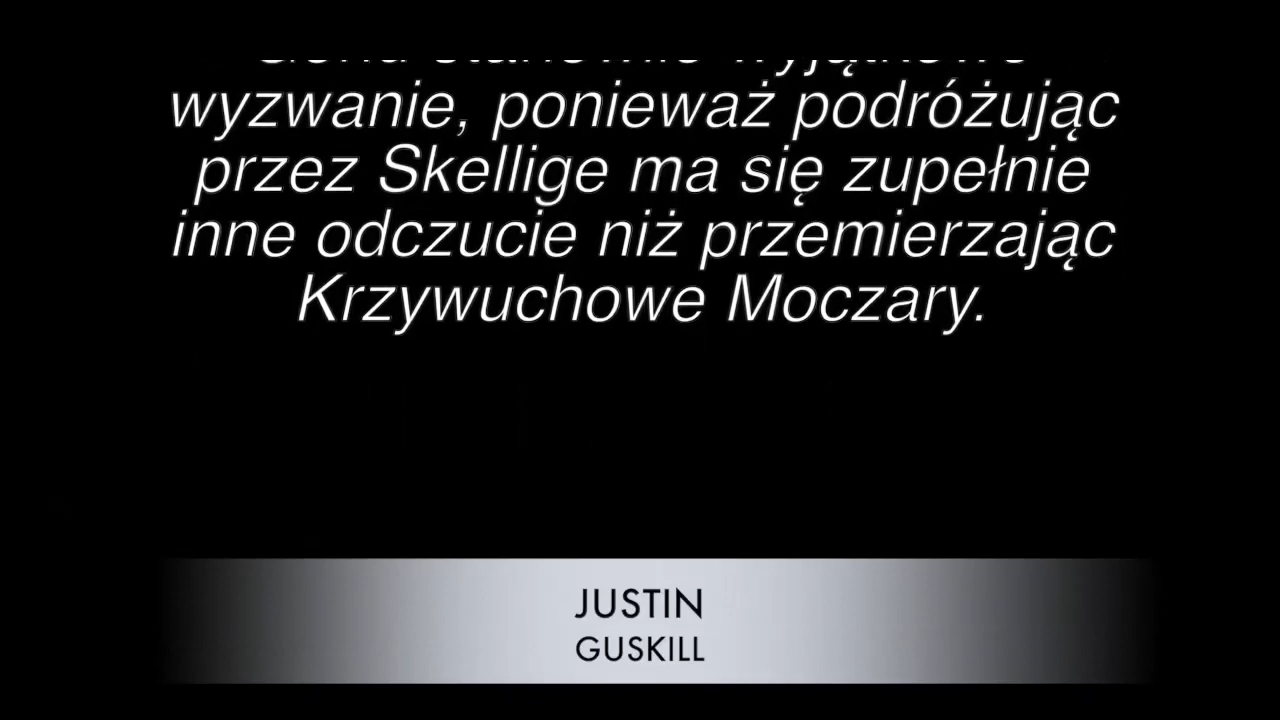 wyzwanie, ponieważ podróżując
przez Skellige ma się zupełnie
inne odczucie niż przemierzając
Krzywuchowe Moczary.
JUSTIN
GUSKILL